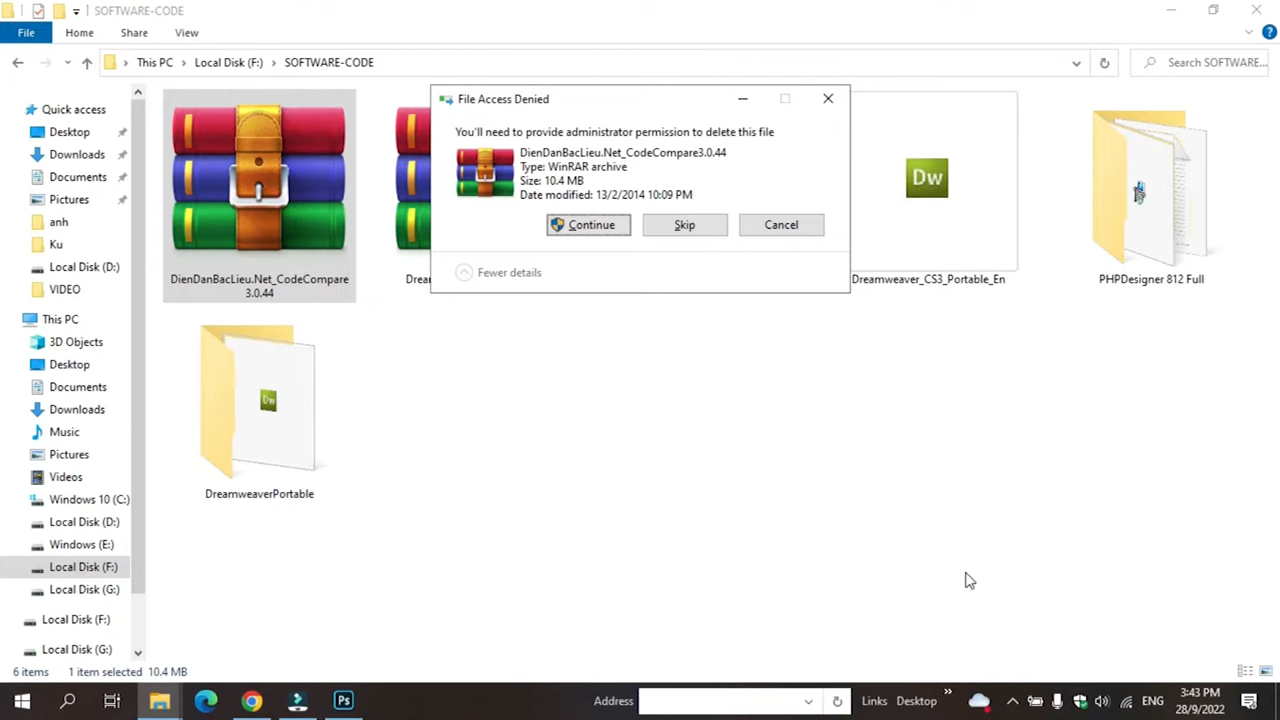 SOFTWARE-CODE
File
Home
Share
View
This PC
Local Disk (F:)
SOFTWARE-CODE
Search SOFTWARE...
Quick access
Desktop
Downloads
Documents
Pictures
anh
Ku
Local Disk (D:)
VIDEO
This PC
3D Objects
Desktop
Documents
Downloads
Music
Pictures
Videos
Windows 10 (C:)
Local Disk (D:)
Windows (E:)
Local Disk (F:)
Local Disk (G:)
Local Disk (F:)
Local Disk (G:)
DienDanBacLieu.Net_CodeCompare
3.0.44
Drea
Dw
Dreamweaver_CS3_Portable_En
PHPDesigner 812 Full
Dw
DreamweaverPortable
File Access Denied
You'll need to provide administrator permission to delete this file
DienDanBacLieu.Net_CodeCompare3.0.44
Type: WinRAR archive
Size: 10.4 MB
Date modified: 13/2/2014 10:09 PM
Continue
Skip
Cancel
Fewer details
6 items
1 item selected 10.4 MB
Ps
Address
Links
Desktop
ENG
3:43 PM
28/9/2022